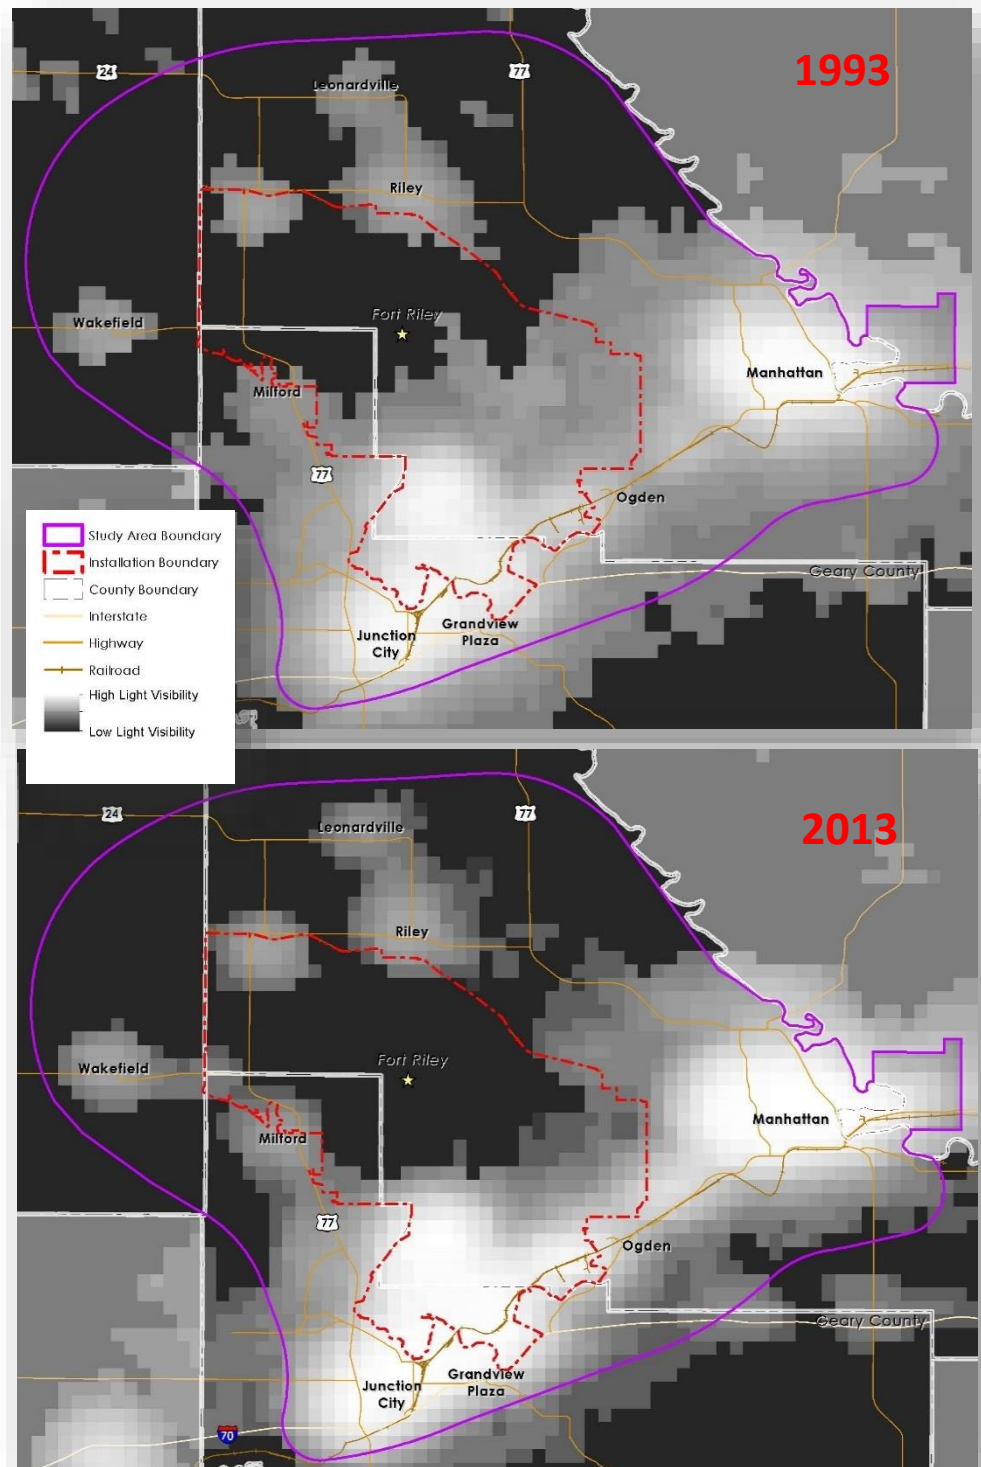 1993
24
77
Leonardville
Riley
Fort Riley
Wakefield
Milford
Manhattan
77
Ogden
Geary County
Junction
City
Grandview
Plaza
Study Area Boundary
Installation Boundary
County Boundary
Interstate
Highway
Railroad
High Light Visibility
Low Light Visibility
2013
24
77
Leonardville
Riley
Fort Riley
Wakefield
Manhattan
Milford
77
Ogden
Geary County
Junction
City
Grandview
Plaza
70